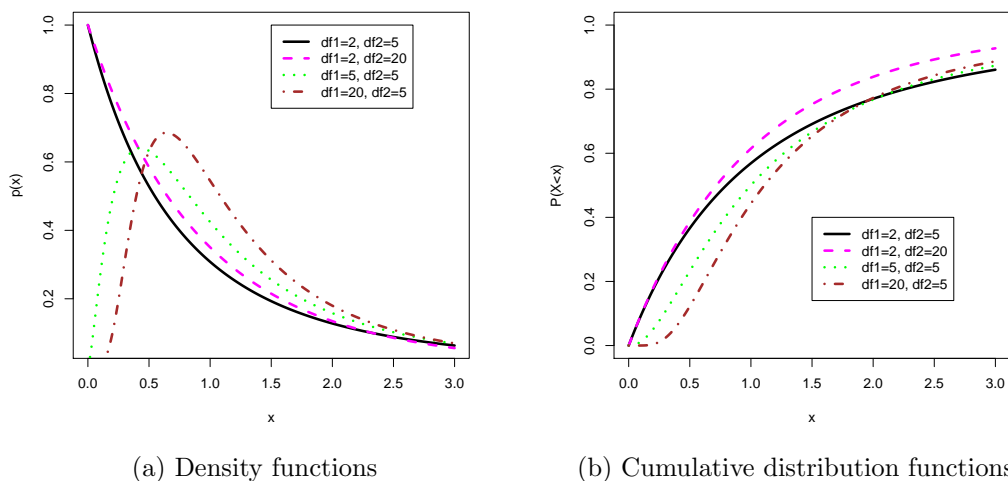 1.0
0.8
0.6
0.4
0.2
p(x)
df1=2, df2=5
df1=2, df2=20
df1=5, df2=5
df1=20, df2=5
0.0 0.5 1.0 1.5 2.0 2.5 3.0
x
(a) Density functions
1.0
0.8
0.6
0.4
0.2
0.0
P(X<x)
df1=2, df2=5
df1=2, df2=20
df1=5, df2=5
df1=20, df2=5
0.0 0.5 1.0 1.5 2.0 2.5 3.0
x
(b) Cumulative distribution functions